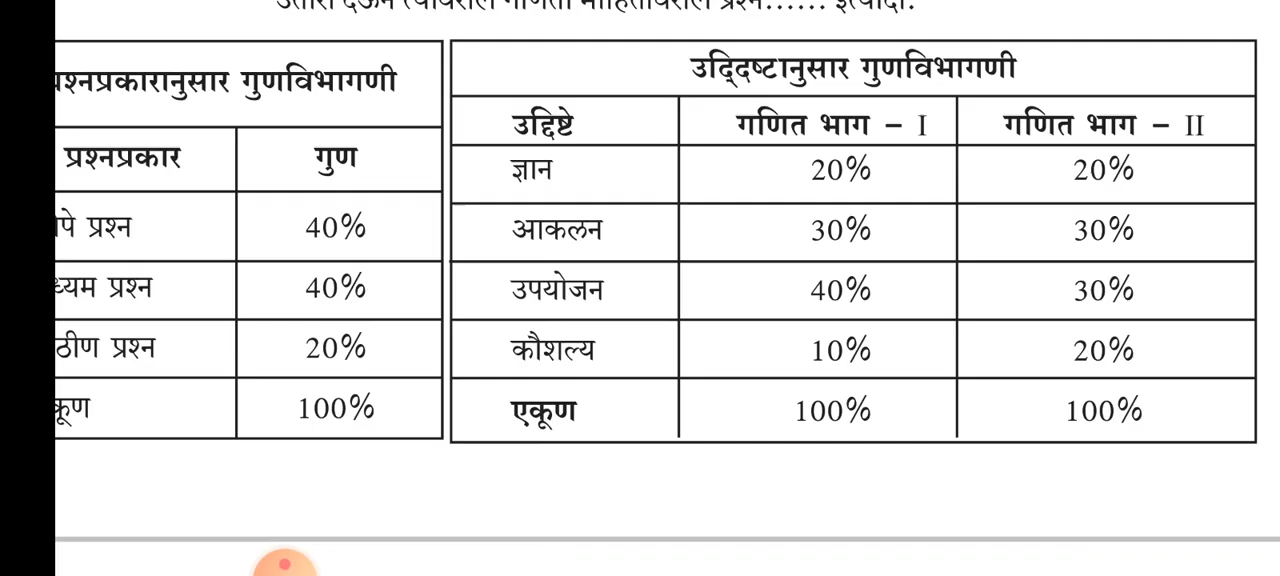 प्रश्नप्रकारानुसार गुणविभागणी
प्रश्नप्रकार गुण
प्रश्न 40%
प्रश्न 40%
प्रश्न 20%
100%
उद्दिष्टानुसार गुणविभागणी
उद्दिष्टे गणित भाग – I गणित भाग – II
ज्ञान 20% 20%
आकलन 30% 30%
उपयोजन 40% 30%
कौशल्य 10% 20%
एकूण 100% 100%